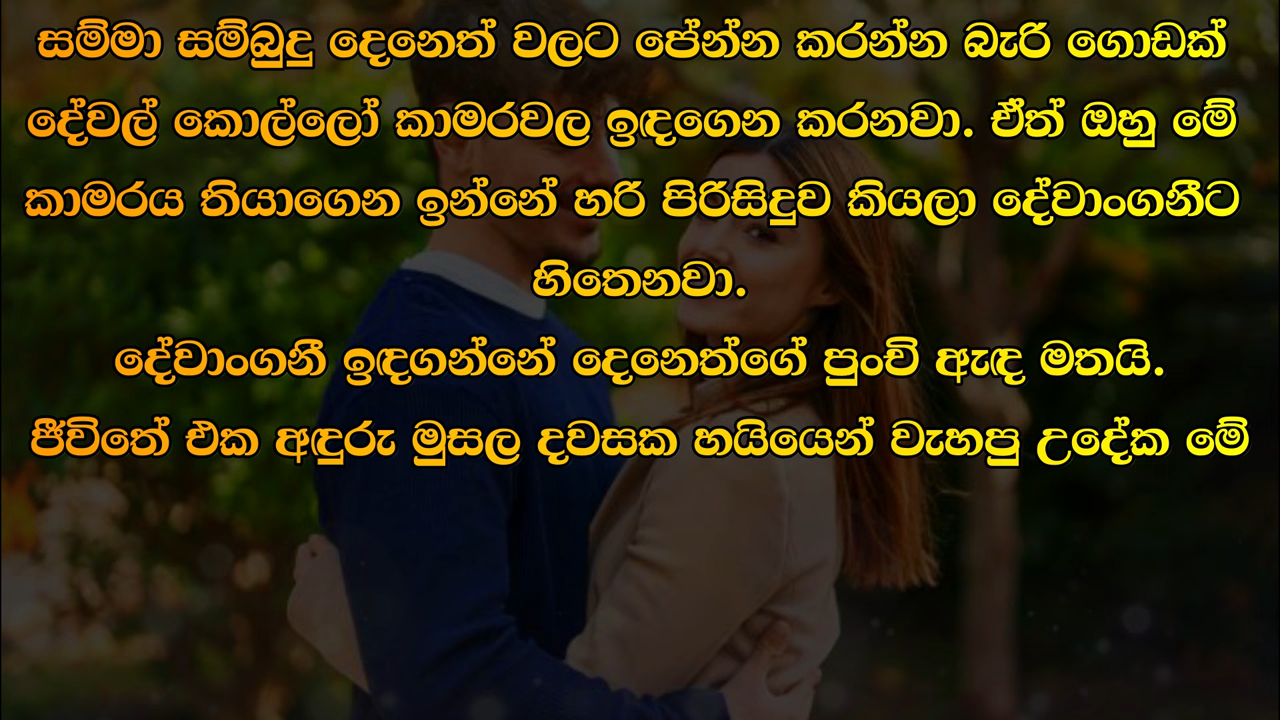 සම්මා සම්බුදු දෙනෙත් වලට පේන්න කරන්න බැරි ගොඩක්
දේවල් කොල්ලෝ කාමරවල ඉඳගෙන කරනවා. ඒත් ඔහු මේ
කාමරය තියාගෙන ඉන්නේ හරි පිරිසිදුව කියලා දේවාංගනීට
හිතෙනවා.
දේවාංගනී ඉඳගන්නේ දෙනෙත්ගේ පුංචි ඇඳ මතයි.
ජීවිතේ එක අඳුරු මුසල දවසක හයියෙන් වැහපු උදේක මේ